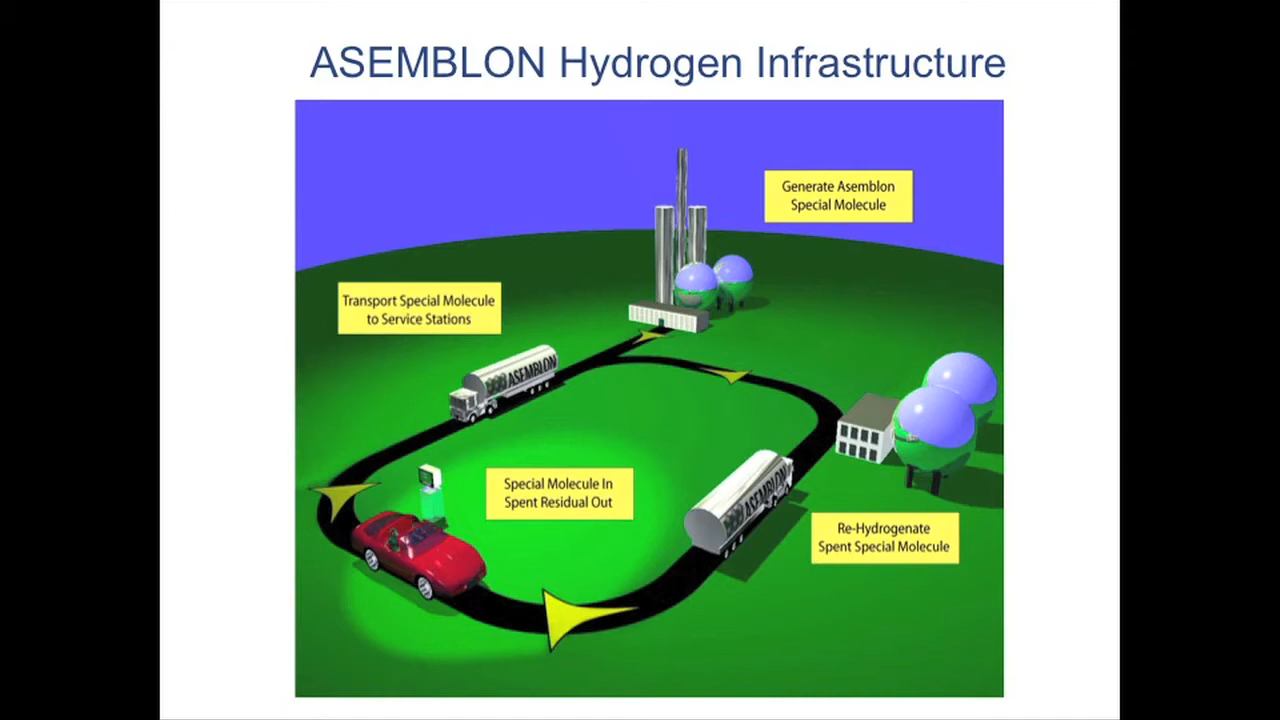 ASEMBLON Hydrogen Infrastructure
Generate Asemblon
Special Molecule
Transport Special Molecule
to Service Stations
ASEMBLON
Special Molecule In
Spent Residual Out
ASEMBLON
Re-Hydrogenate
Spent Special Molecule